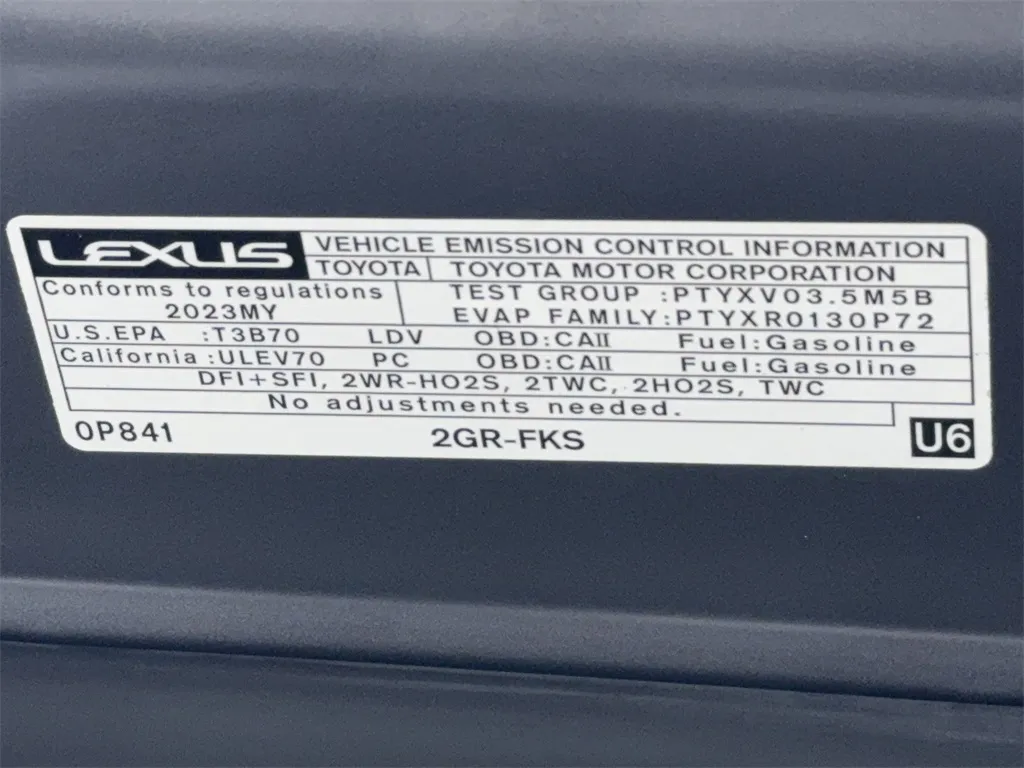 LEXUS VEHICLE EMISSION CONTROL INFORMATION
TOYOTA TOYOTA MOTOR CORPORATION
Conforms to regulations TEST GROUP :PTYXV03.5M5B
2023MY EVAP FAMILY:PTYXR0130P72
U.S.EPA :T3B70 LDV OBD:CAII Fuel:Gasoline
California :ULEV70 PC OBD:CAII Fuel:Gasoline
DFI+SFI, 2WR-HO2S, 2TWC, 2HO2S, TWC
No adjustments needed.
0P841 2GR-FKS U6